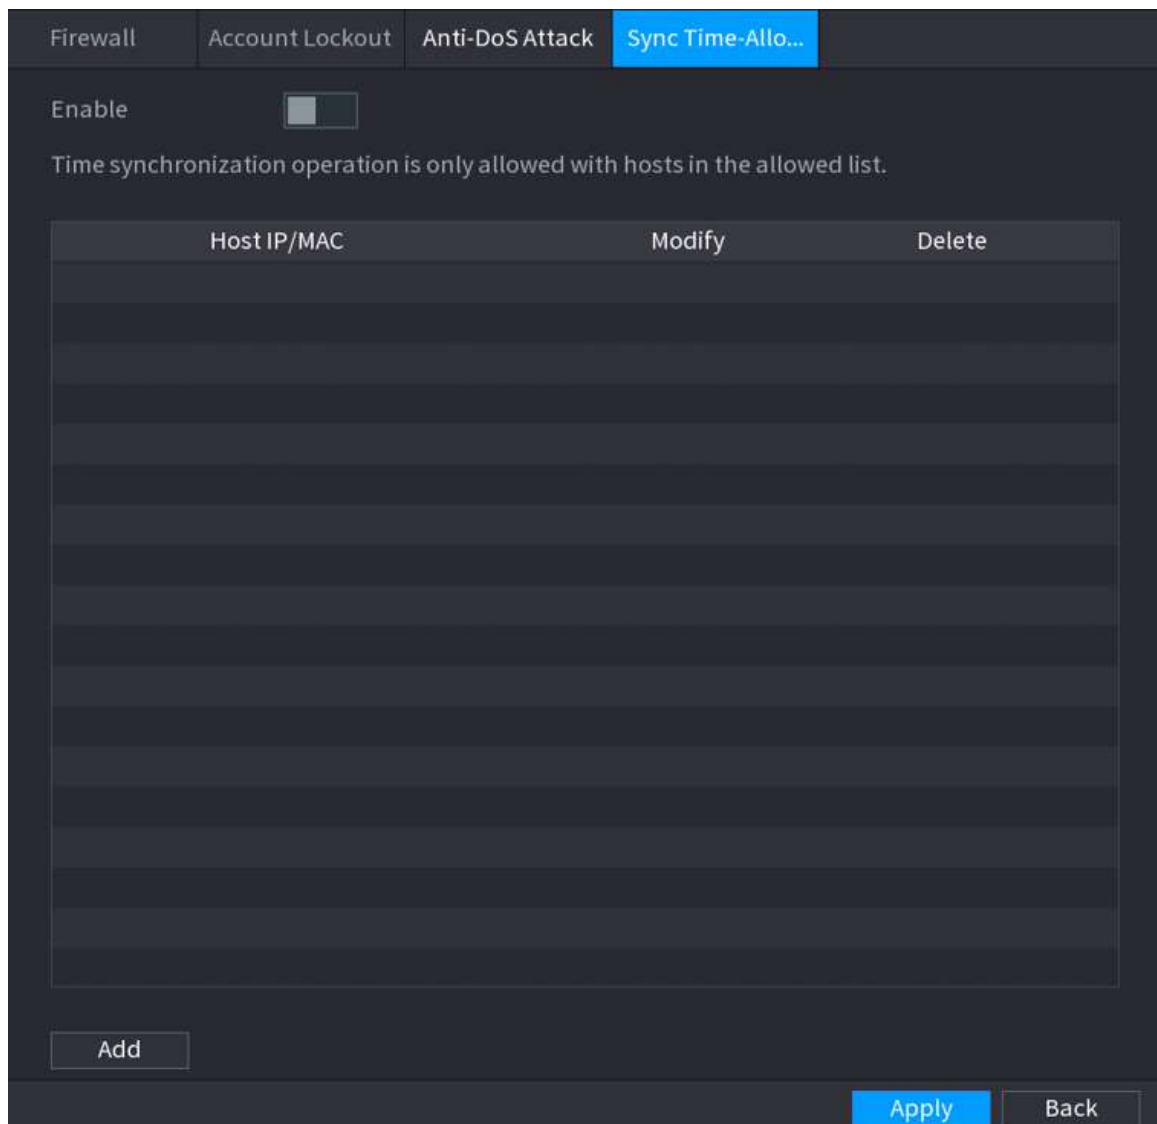 Firewall Account Lockout Anti-DoS Attack Sync Time-Allo...
Enable
Time synchronization operation is only allowed with hosts in the allowed list.
Host IP/MAC Modify Delete
Add
Apply Back